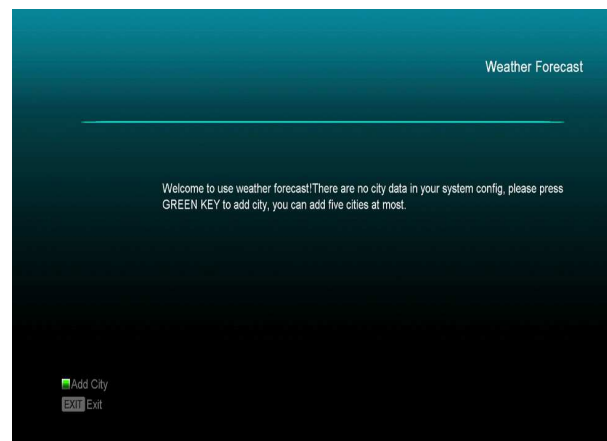 Weather Forecast
Welcome to use weather forecast!There are no city data in your system config, please press
GREEN KEY to add city, you can add five cities at most.
Add City
EXIT Exit